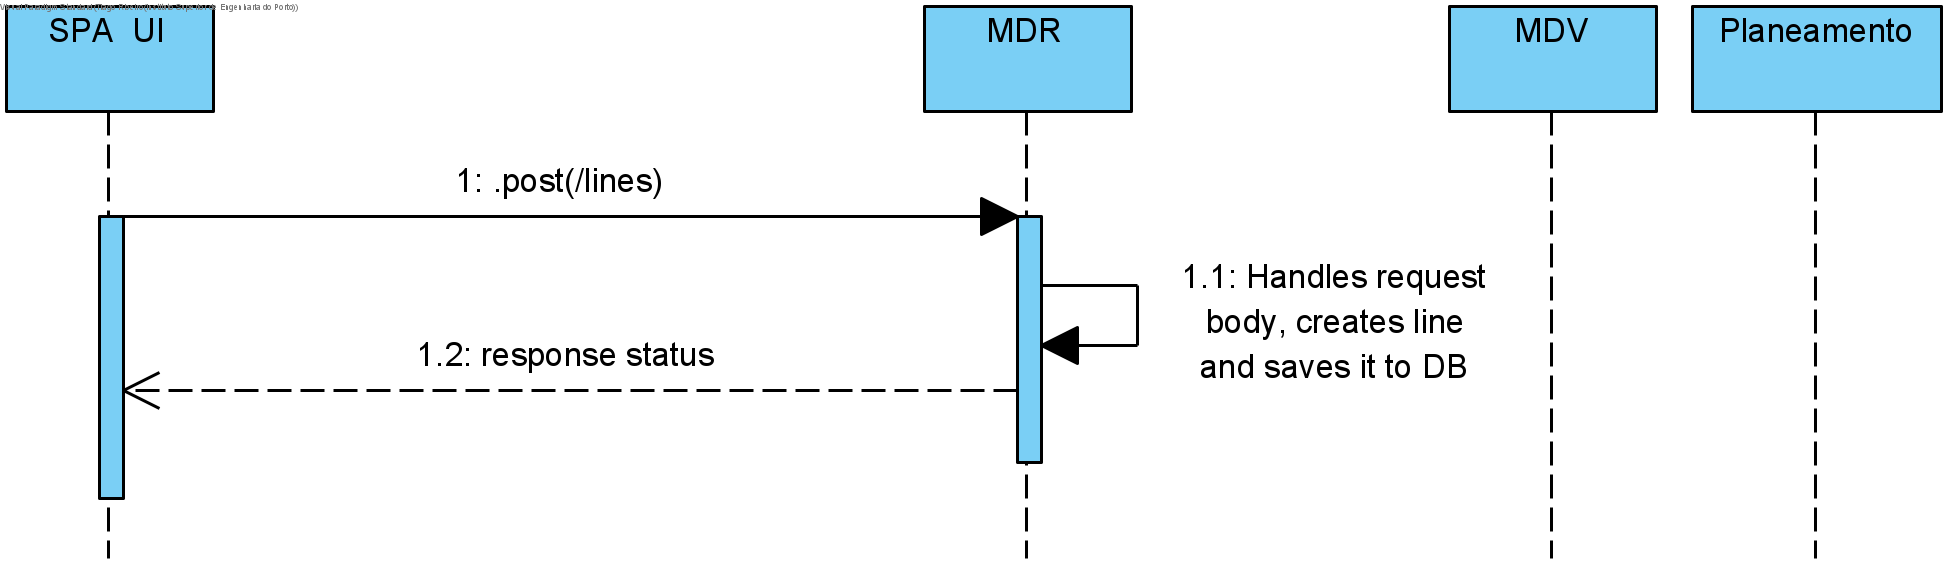 Engenharia do Porto))
SPA UI
MDR
MDV
Planeamento
1: .post(/lines)
1.1: Handles request
body, creates line
and saves it to DB
1.2: response status